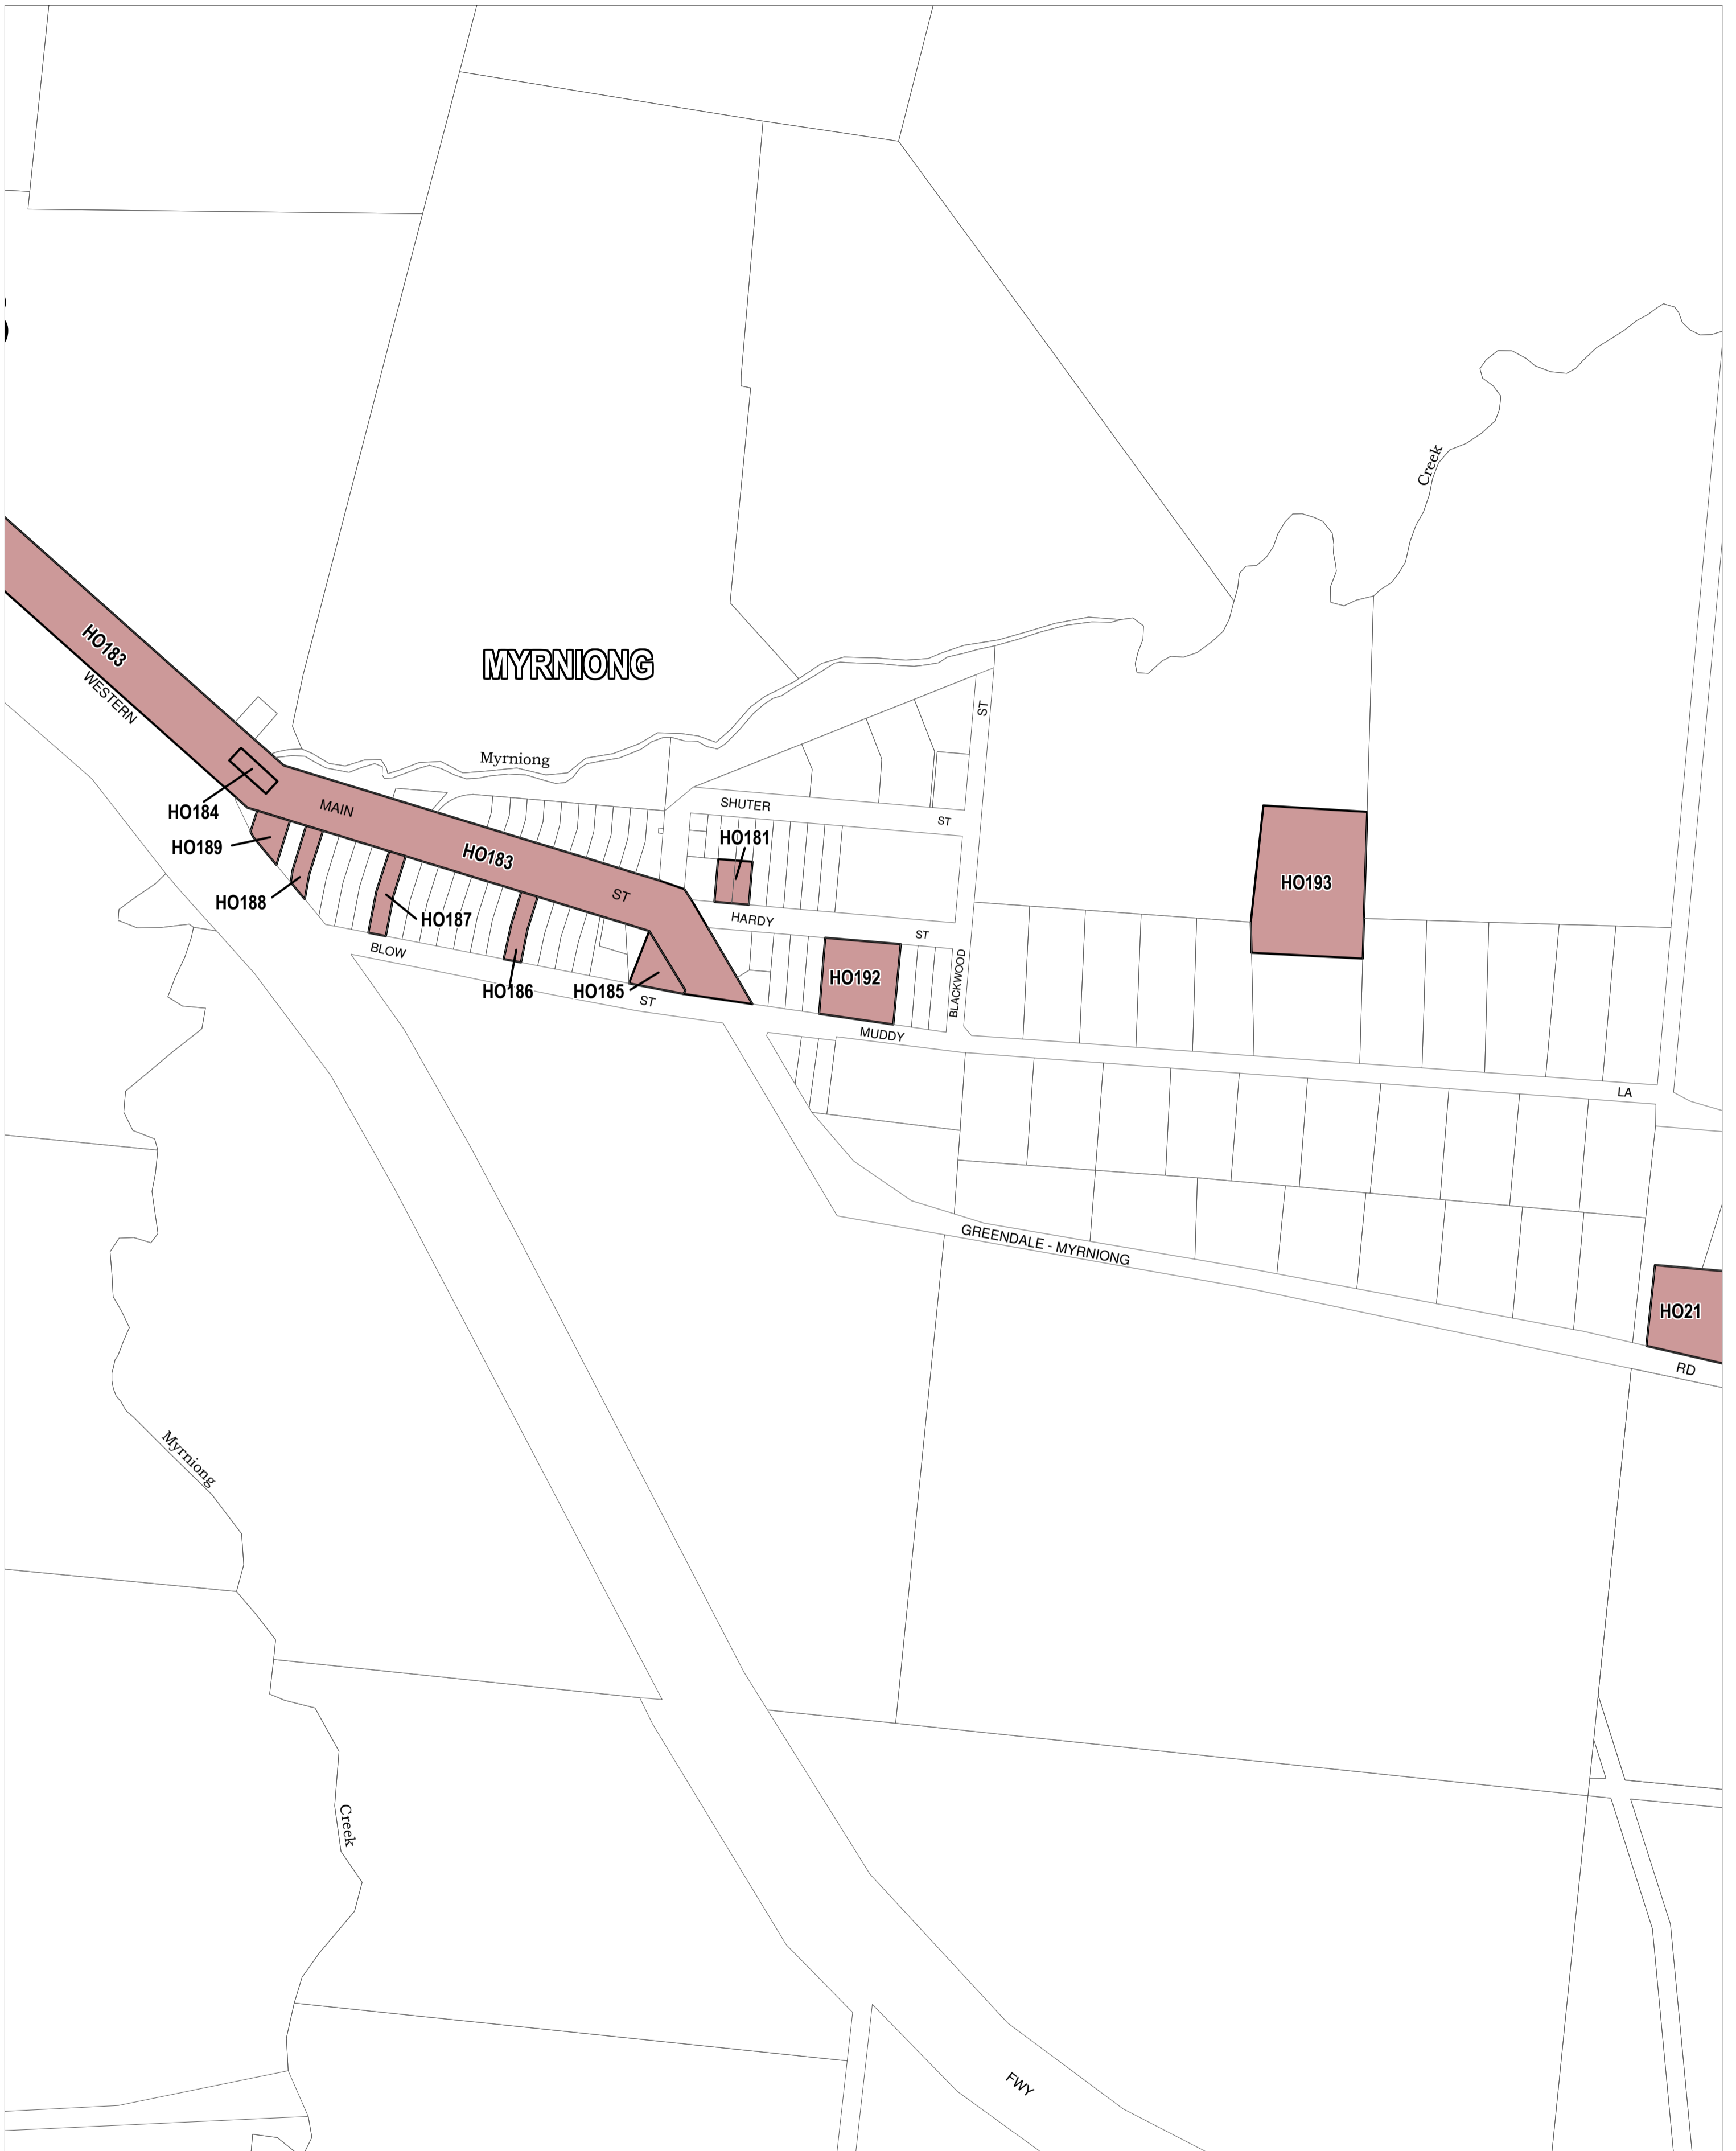 Creek
HO183
MYRNIONG
WESTERN
ST
Myrniong
SHUTER
ST
HO184
MAIN
HO181
HO189
HO183
HO193
ST
HO188
HO187
HARDY
ST
BLOW
HO192
BLACKWOOD
HO186
HO185
ST
MUDDY
LA
GREENDALE - MYRNIONG
HO21
RD
Myrniong
Creek
FWY